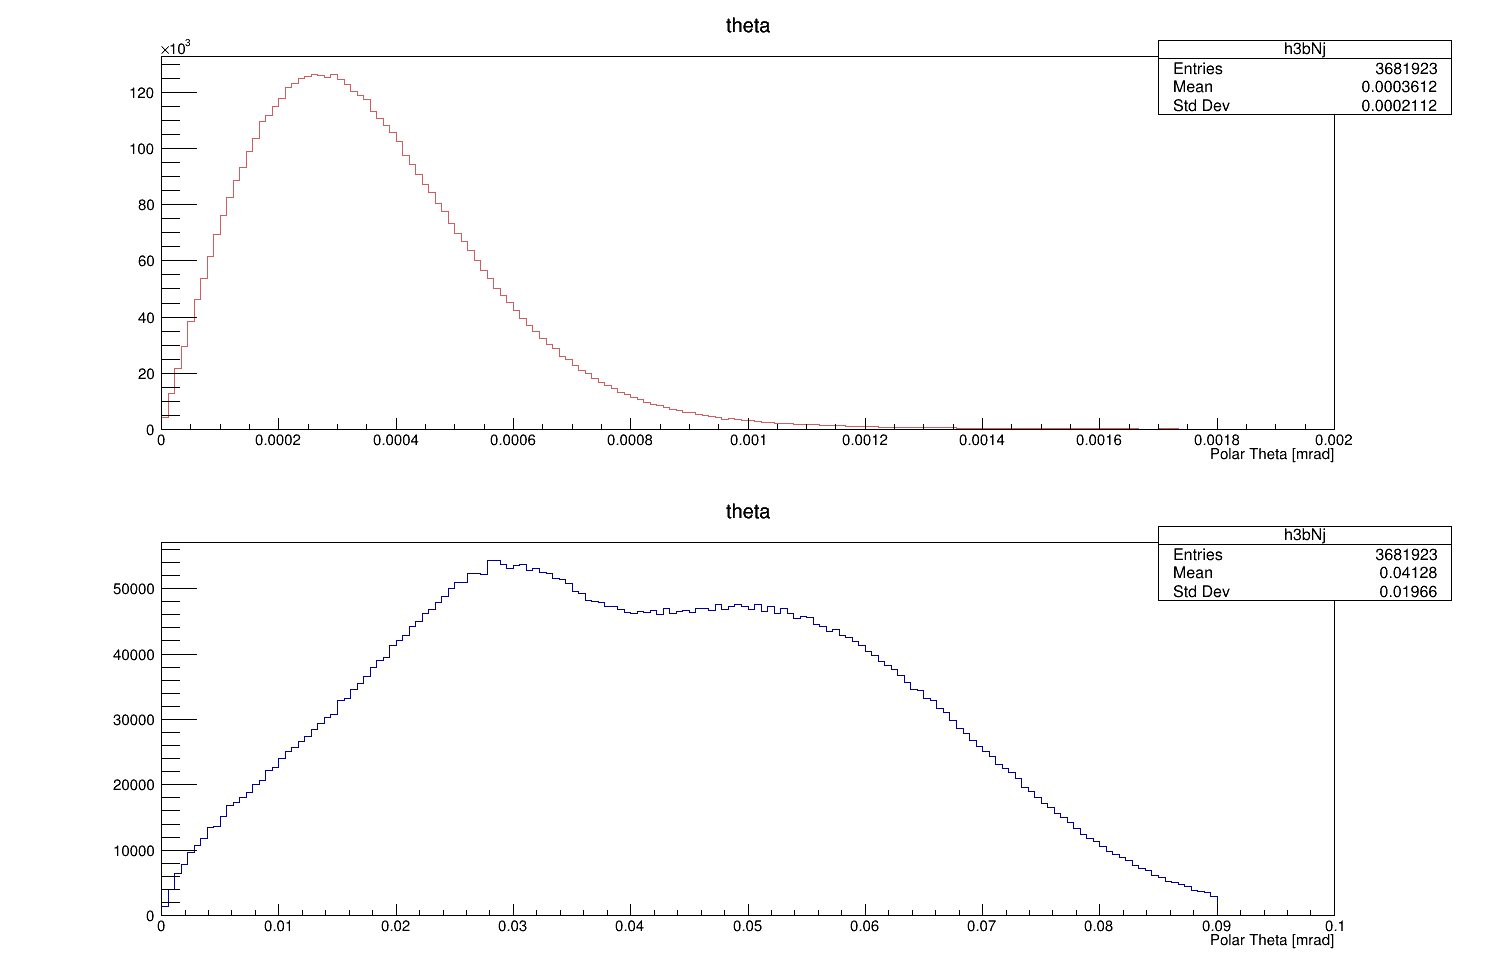 theta
×10³
h3bNj
Entries 3681923
Mean 0.0003612
Std Dev 0.0002112
120
100
80
60
40
20
0
0 0.0002 0.0004 0.0006 0.0008 0.001 0.0012 0.0014 0.0016 0.0018 0.002
Polar Theta [mrad]
theta
h3bNj
Entries 3681923
Mean 0.04128
Std Dev 0.01966
50000
40000
30000
20000
10000
0
0 0.01 0.02 0.03 0.04 0.05 0.06 0.07 0.08 0.09 0.1
Polar Theta [mrad]